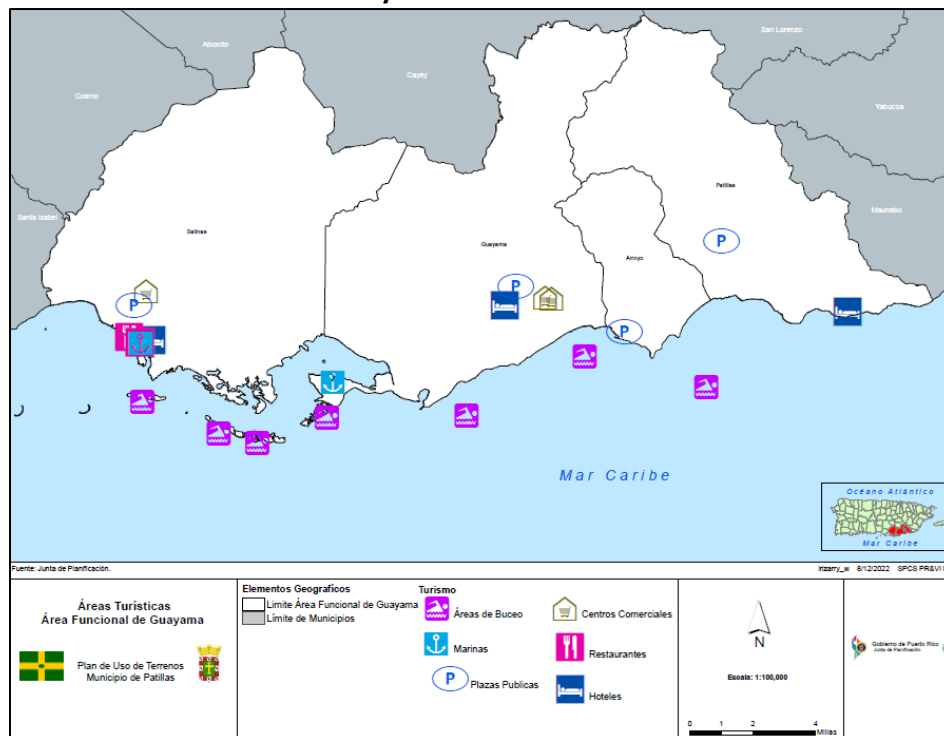 Albonito
San Lorenzo
Cayey
Coamo
Yabucoa
Patillas
Maunabo
Santa Isabel
Salinas
Guayama
Arroyo
P
P
P
P
Mar Caribe
Océano Atlántico
Mar Caribe
Fuente: Junta de Planificación.
Irizarry_w 8/12/2022 SPCS PR&VI
Áreas Turísticas
Área Funcional de Guayama
Plan de Uso de Terrenos
Municipio de Patillas
Elementos Geografícos
Limite Área Funcional de Guayama
Límite de Municipios
Turismo
Áreas de Buceo
Marinas
P Plazas Publicas
Centros Comerciales
Restaurantes
Hoteles
N
Escala: 1:100,000
0 1 2 4
Millas
Gobierno de Puerto Rico
Junta de Planificación